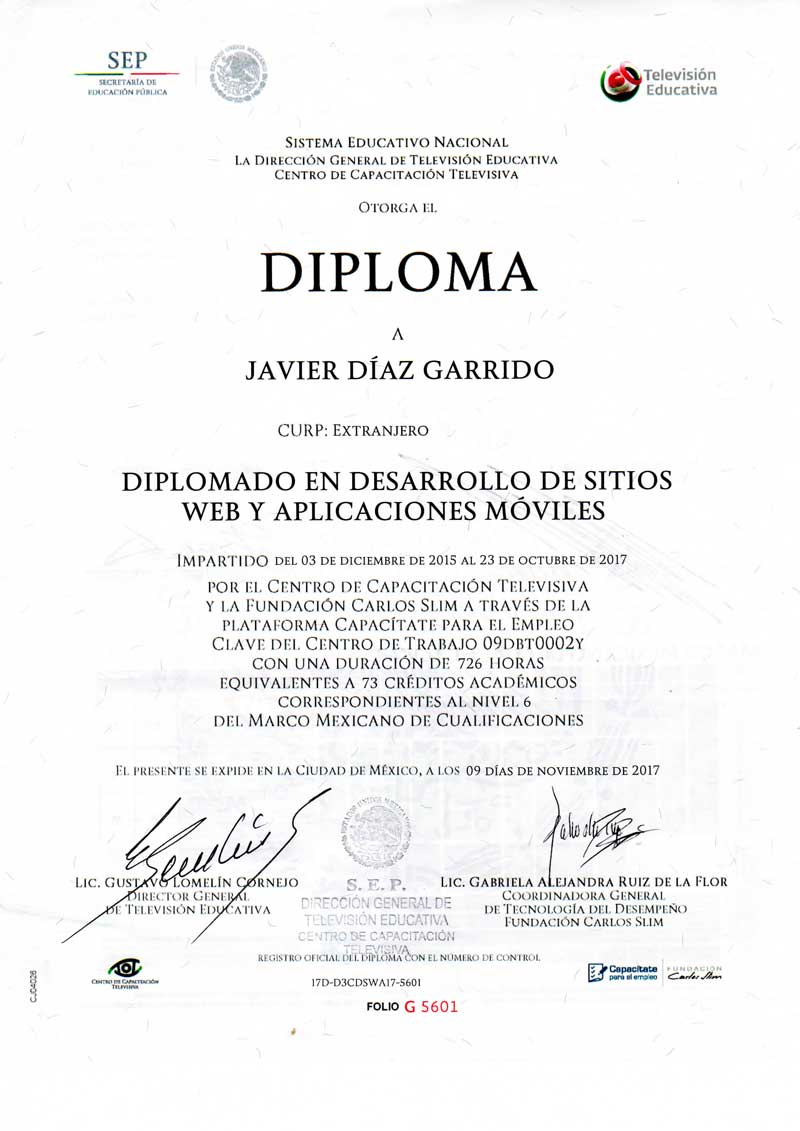 SEP
SECRETARÍA DE
EDUCACIÓN PÚBLICA
ESTADOS UNIDOS MEXICANOS
Televisión
Educativa
SISTEMA EDUCATIVO NACIONAL
LA DIRECCIÓN GENERAL DE TELEVISIÓN EDUCATIVA
CENTRO DE CAPACITACIÓN TELEVISIVA
OTORGA EL
DIPLOMA
A
JAVIER DÍAZ GARRIDO
CURP: EXTRANJERO
DIPLOMADO EN DESARROLLO DE SITIOS
WEB Y APLICACIONES MÓVILES
IMPARTIDO DEL 03 DE DICIEMBRE DE 2015 AL 23 DE OCTUBRE DE 2017
POR EL CENTRO DE CAPACITACIÓN TELEVISIVA
Y LA FUNDACIÓN CARLOS SLIM A TRAVÉS DE LA
PLATAFORMA CAPACÍTATE PARA EL EMPLEO
CLAVE DEL CENTRO DE TRABAJO 09DBT0002Y
CON UNA DURACIÓN DE 726 HORAS
EQUIVALENTES A 73 CRÉDITOS ACADÉMICOS
CORRESPONDIENTES AL NIVEL 6
DEL MARCO MEXICANO DE CUALIFICACIONES
EL PRESENTE SE EXPIDE EN LA CIUDAD DE MÉXICO, A LOS 09 DÍAS DE NOVIEMBRE DE 2017
ESTADOS UNIDOS MEXICANOS
LIC. GUSTAVO LOMELÍN CORNEJO
DIRECTOR GENERAL
DE TELEVISIÓN EDUCATIVA
S. E. P.
DIRECCIÓN GENERAL DE
TELEVISIÓN EDUCATIVA
CENTRO DE CAPACITACIÓN
TELEVISIVA
LIC. GABRIELA ALEJANDRA RUIZ DE LA FLOR
COORDINADORA GENERAL
DE TECNOLOGÍA DEL DESEMPEÑO
FUNDACIÓN CARLOS SLIM
REGISTRO OFICIAL DEL DIPLOMA CON EL NÚMERO DE CONTROL
17D-D3CDSWA17-5601
FOLIO G 5601
CENTRO DE CAPACITACIÓN
TELEVISIVA
Capacítate
para el empleo
FUNDACIÓN
Carlos Slim
CJC4026